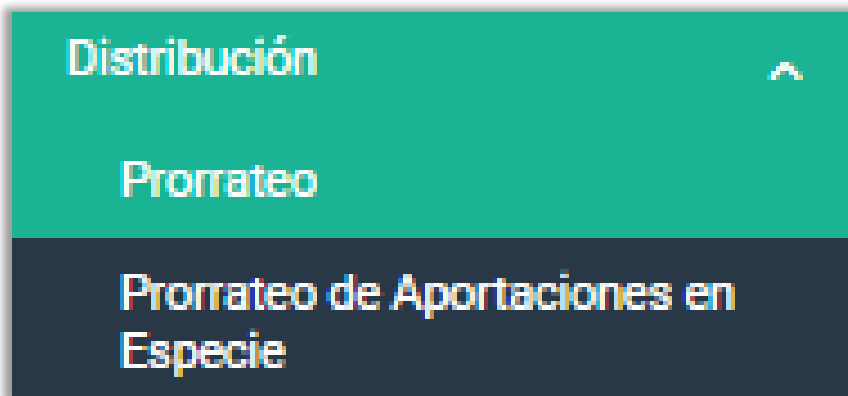 Distribución
Prorrateo
Prorrateo de Aportaciones en
Especie